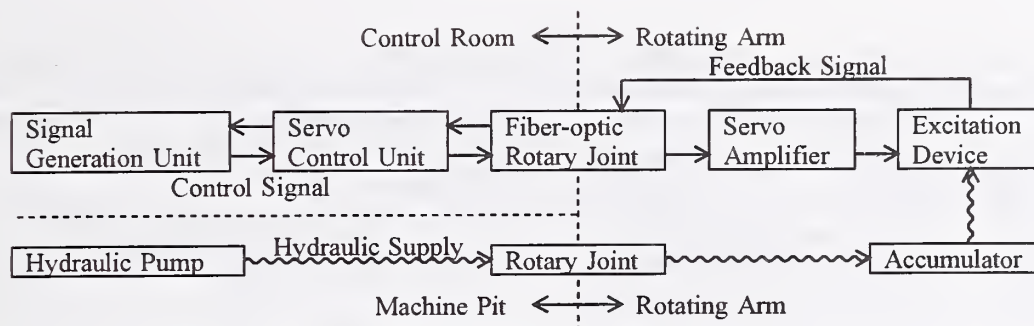 Control Room
Rotating Arm
Feedback Signal
Signal
Generation Unit
Servo
Control Unit
Fiber-optic
Rotary Joint
Servo
Amplifier
Excitation
Device
Control Signal
Hydraulic Pump
Hydraulic Supply
Rotary Joint
Accumulator
Machine Pit
Rotating Arm